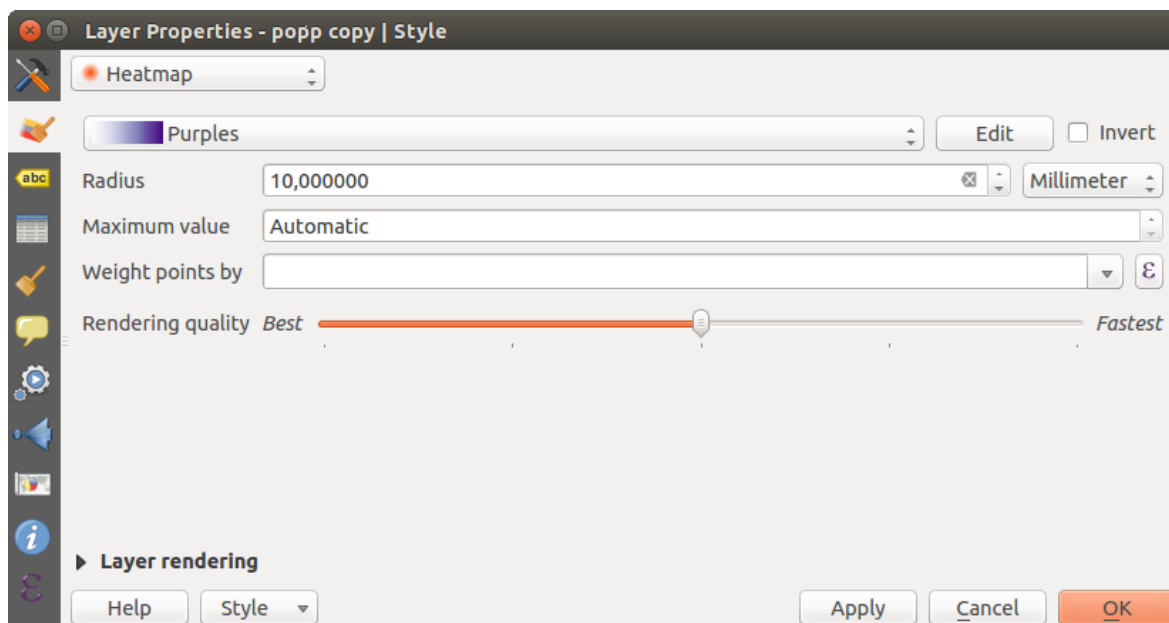 Layer Properties - popp copy | Style
Heatmap
Purples Edit Invert
abc
Radius 10,000000 Millimeter
Maximum value Automatic
Weight points by ε
Rendering quality Best Fastest
i
ε
Layer rendering
Help Style Apply Cancel OK